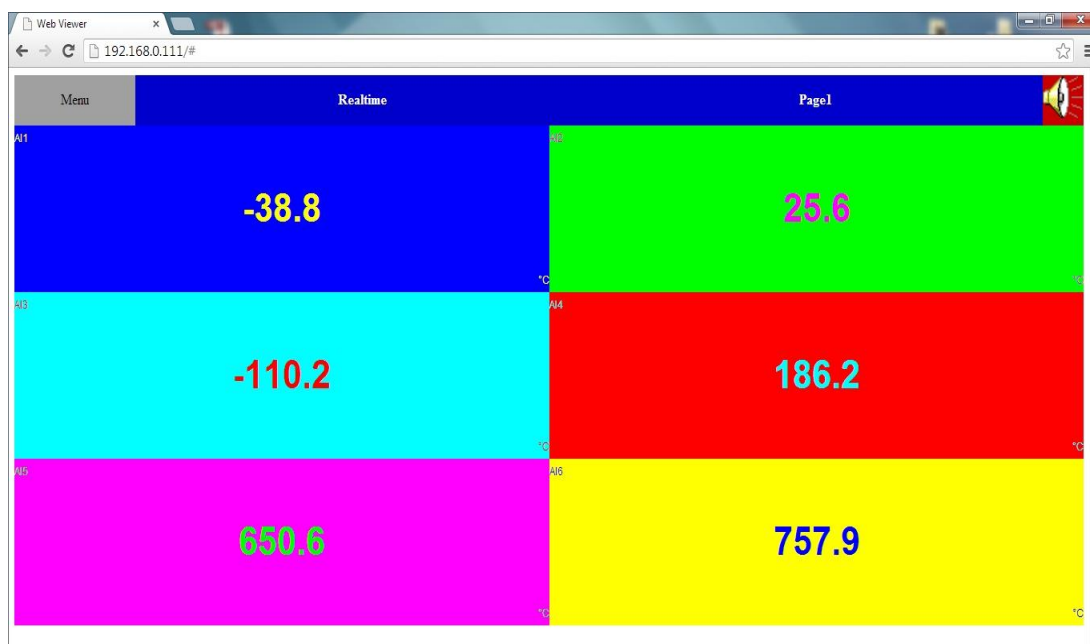 Web Viewer
192.168.0.111/#
Menu Realtime Page1
AI1
-38.8
°C
AI2
25.6
°C
AI3
-110.2
°C
AI4
186.2
°C
AI5
650.6
°C
AI6
757.9
°C